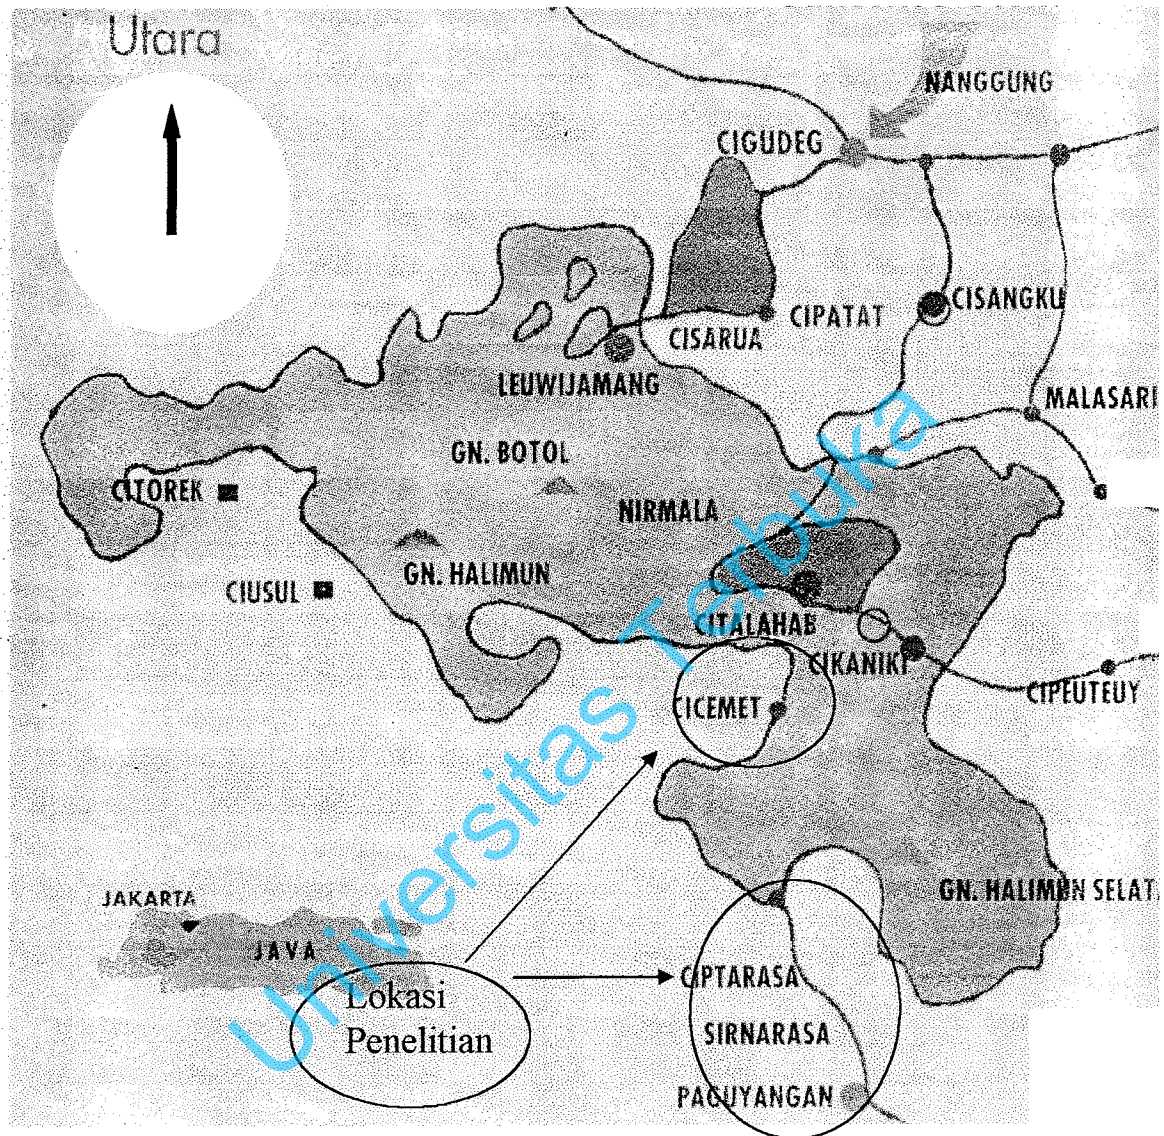 Utara
NANGGUNG
CIGUDEG
CISANGKU
CIPATAT
CISARUA
LEUWIJAMANG
MALASARI
GN. BOTOL
CITOREK
NIRMALA
GN. HALIMUN
CIUSUL
CITALAHAB
CIKANIKI
CIPEUTEUY
CICEMET
GN. HALIMUN SELAT
JAKARTA
JAVA
CIPTARASA
Lokasi
Penelitian
SIRNARASA
PAGUYANGAN
Universitas Terbuka